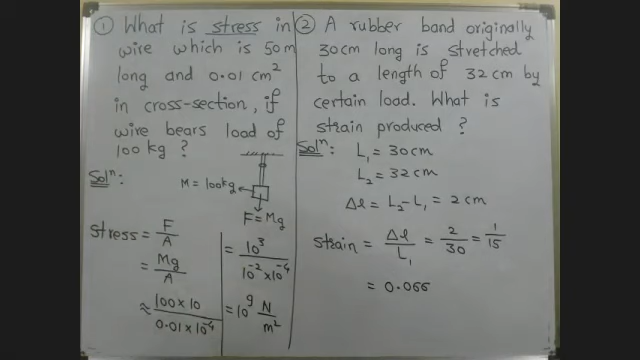 ① What is stress in
wire which is 50m
long and 0.01 cm²
in cross-section, if
wire bears load of
100 kg ?
Solⁿ:
M = 100kg
F = Mg
Stress = F/A
= Mg/A
≈ 100 × 10 / 0.01 × 10⁻⁴
= 10³ / 10⁻² × 10⁻⁴
= 10⁹ N/m²
② A rubber band originally
30cm long is stretched
to a length of 32 cm by
certain load. What is
strain produced ?
Solⁿ:
L₁ = 30cm
L₂ = 32cm
Δl = L₂ - L₁ = 2cm
Strain = Δl/L₁ = 2/30 = 1/15
= 0.066